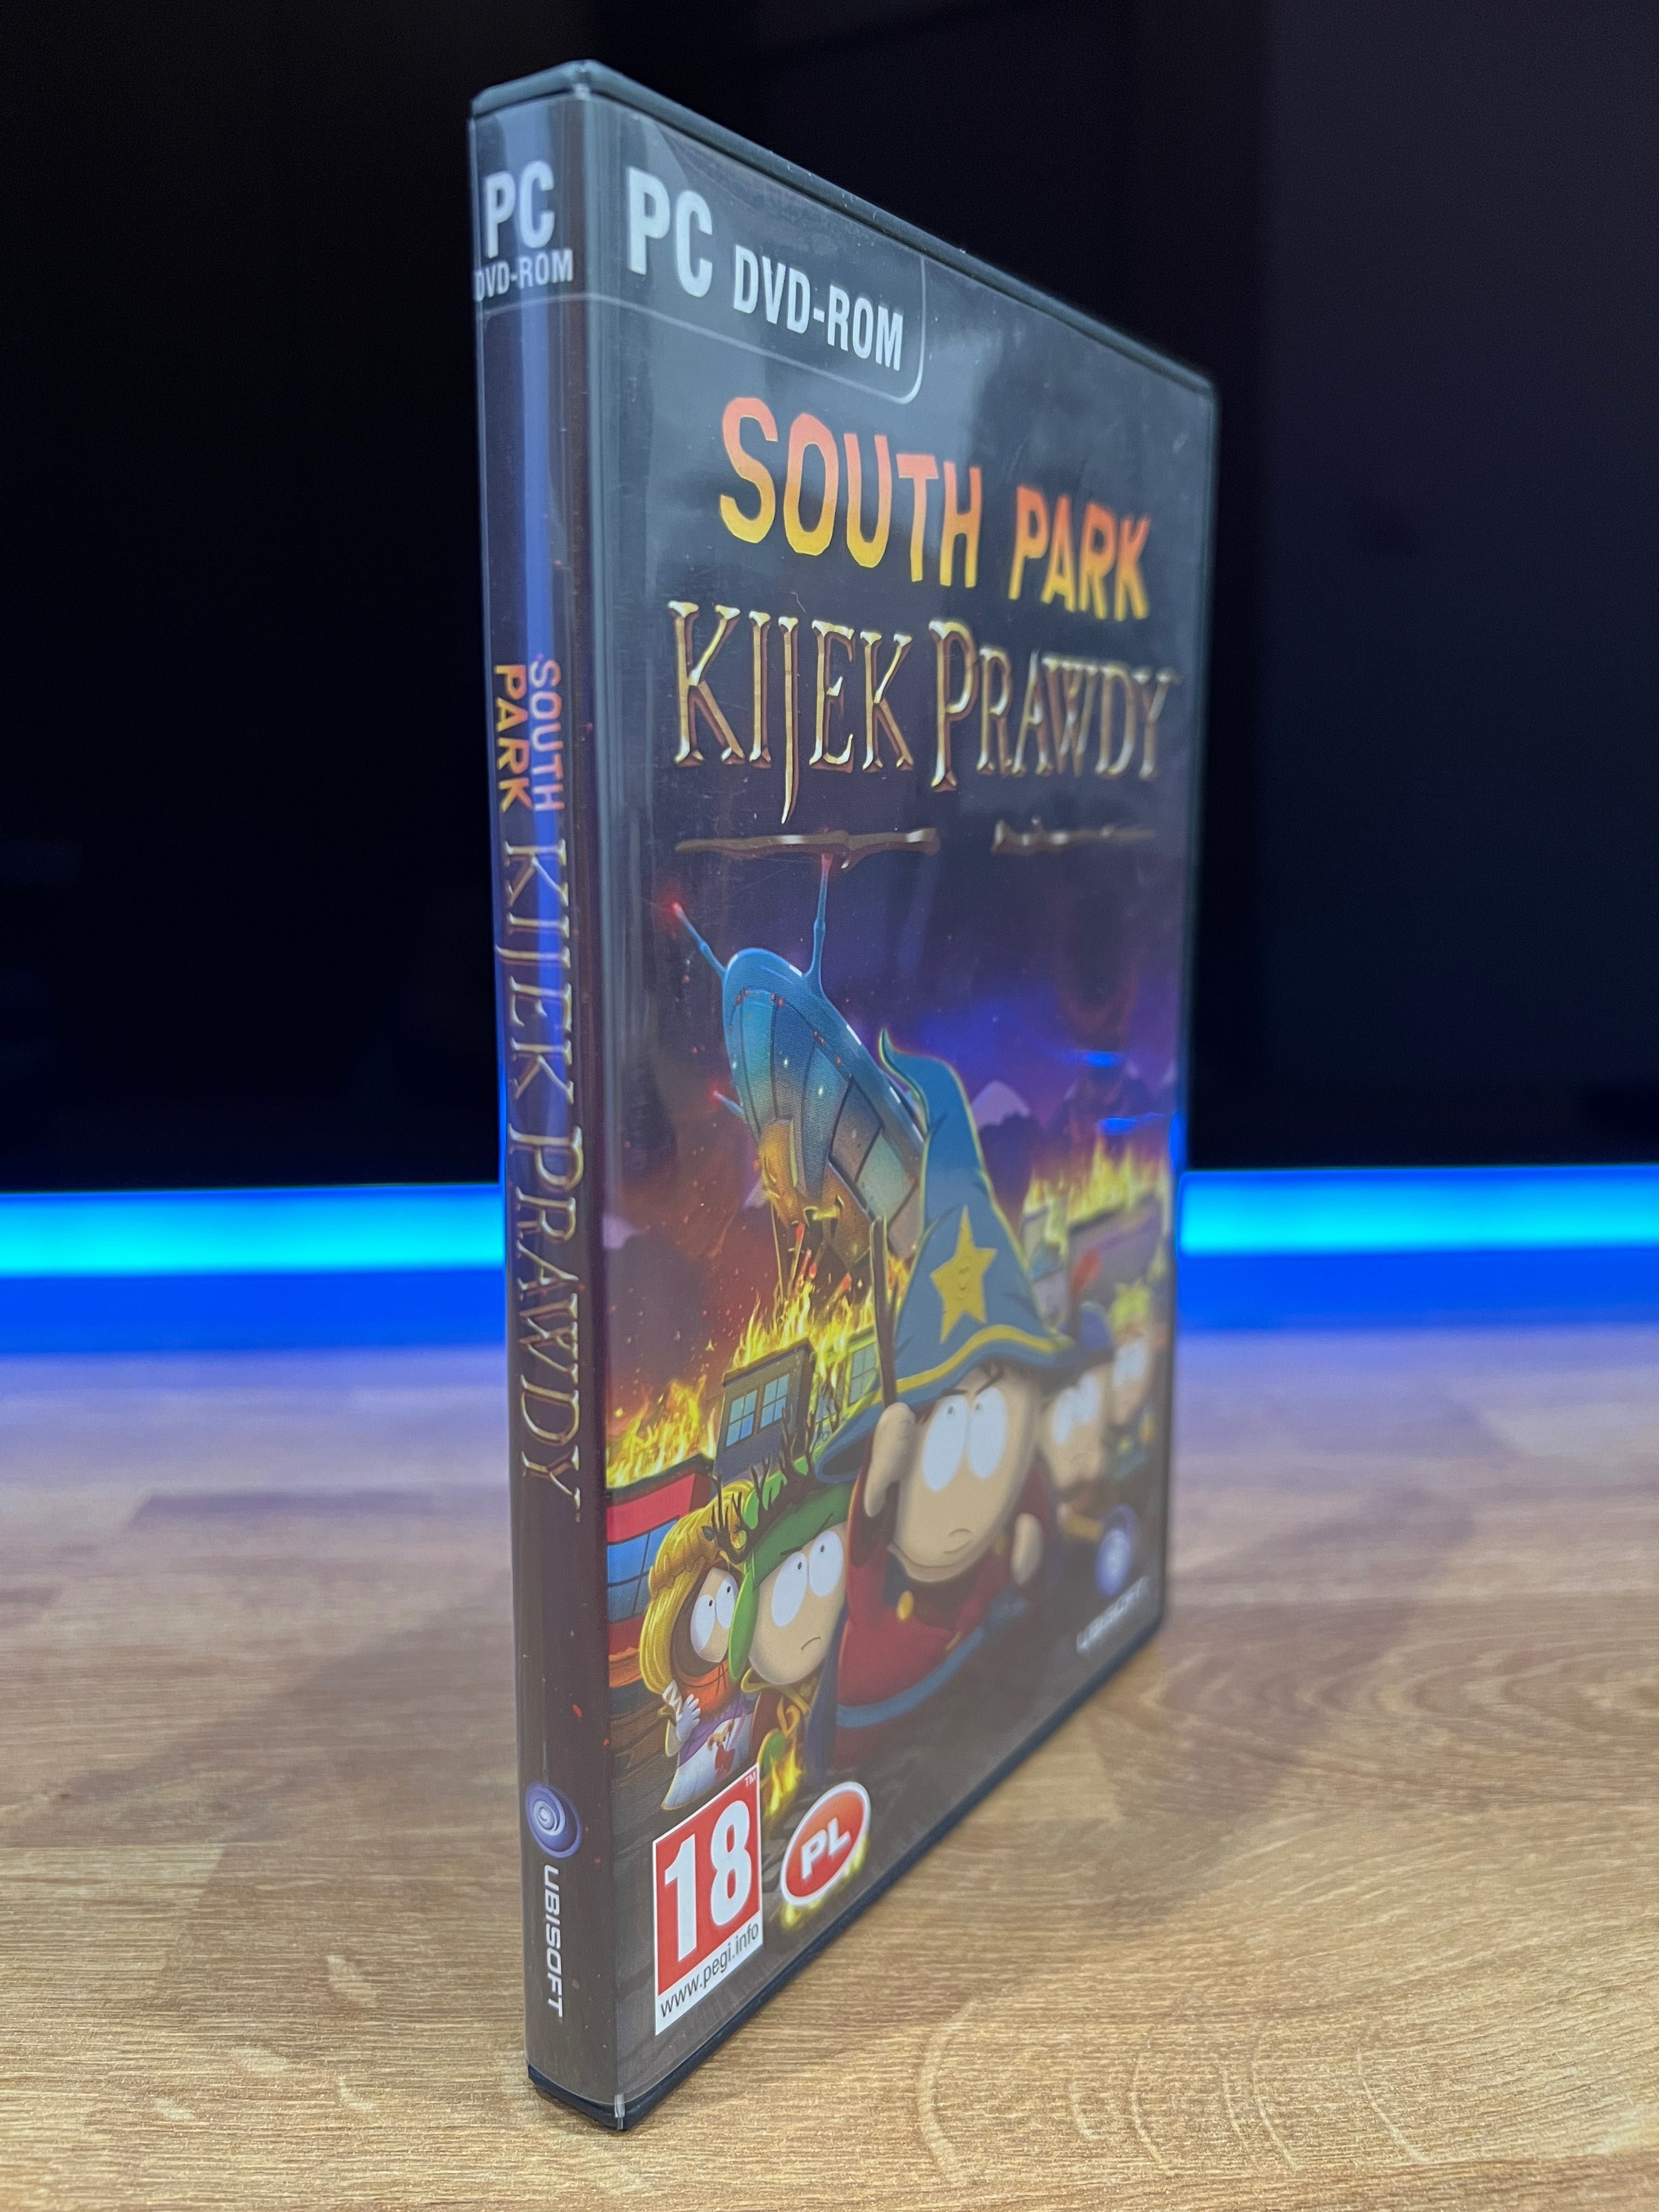 PC
DVD-ROM
SOUTH
PARK
KIJEK PRAWDY
UBISOFT
PC DVD-ROM
SOUTH PARK
KIJEK PRAWDY
UBISOFT
18™
www.pegi.info
PL